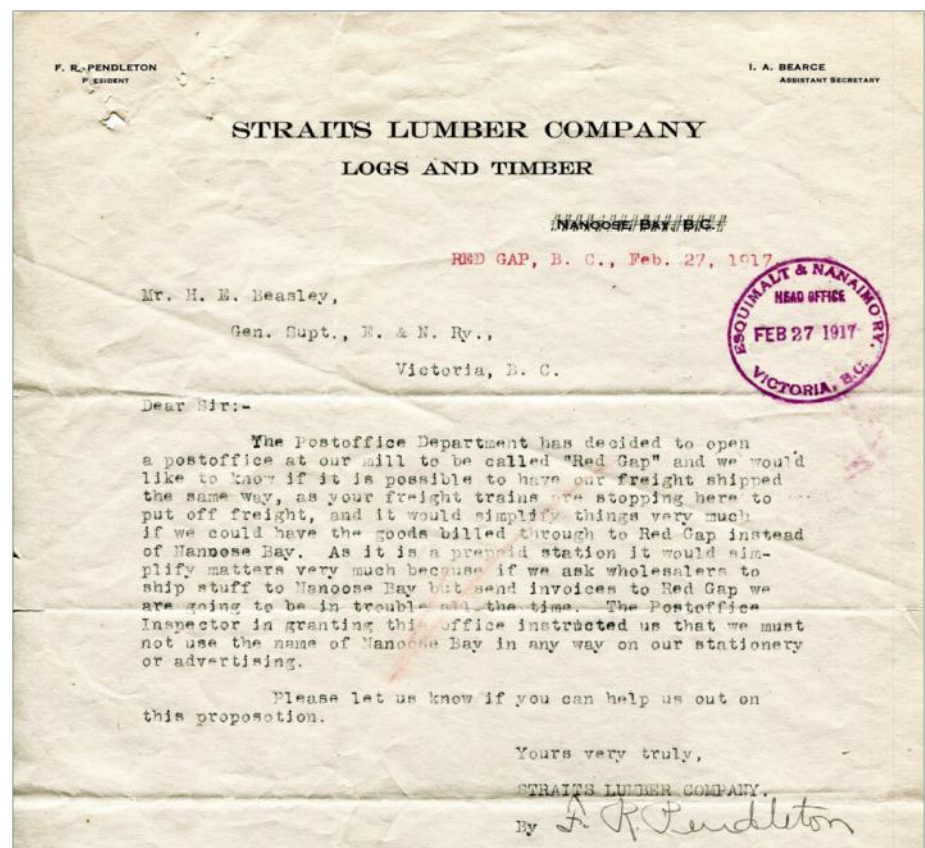 F. R. PENDLETON
PRESIDENT
I. A. BEARCE
ASSISTANT SECRETARY
STRAITS LUMBER COMPANY
LOGS AND TIMBER
NANOOSE BAY, B.C.
RED GAP, B. C., Feb. 27, 1917.
ESQUIMALT & NANAIMO RY.
HEAD OFFICE
FEB 27 1917
VICTORIA, B.C.
Mr. H. E. Beasley,
Gen. Supt., E. & N. Ry.,
Victoria, B. C.
Dear Sir:-
The Postoffice Department has decided to open
a postoffice at our mill to be called "Red Gap" and we would
like to know if it is possible to have our freight shipped
the same way, as your freight trains are stopping here to
put off freight, and it would simplify things very much
if we could have the goods billed through to Red Gap instead
of Nanoose Bay. As it is a prepaid station it would sim-
plify matters very much because if we ask wholesalers to
ship stuff to Nanoose Bay but send invoices to Red Gap we
are going to be in trouble all the time. The Postoffice
Inspector in granting this office instructed us that we must
not use the name of Nanoose Bay in any way on our stationery
or advertising.
Please let us know if you can help us out on
this proposotion.
Yours very truly,
STRAITS LUMBER COMPANY.
By F. R. Pendleton